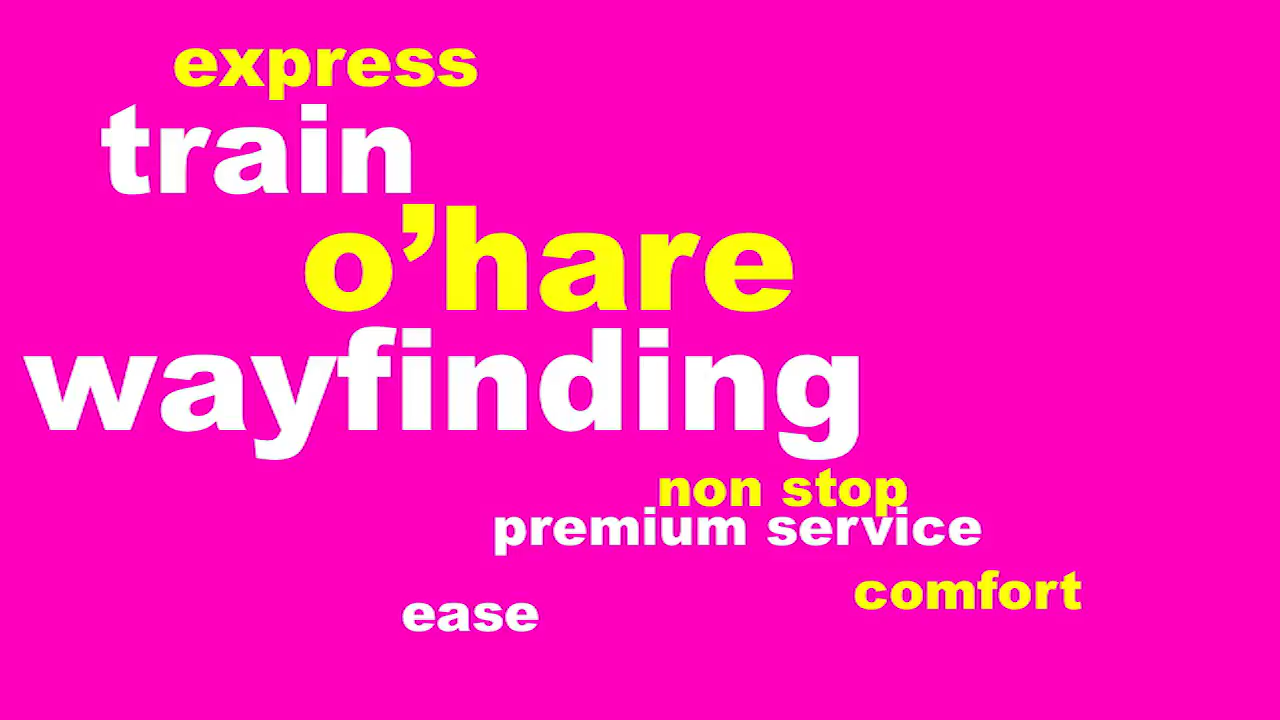 express
train
o’hare
wayfinding
non stop
premium service
comfort
ease